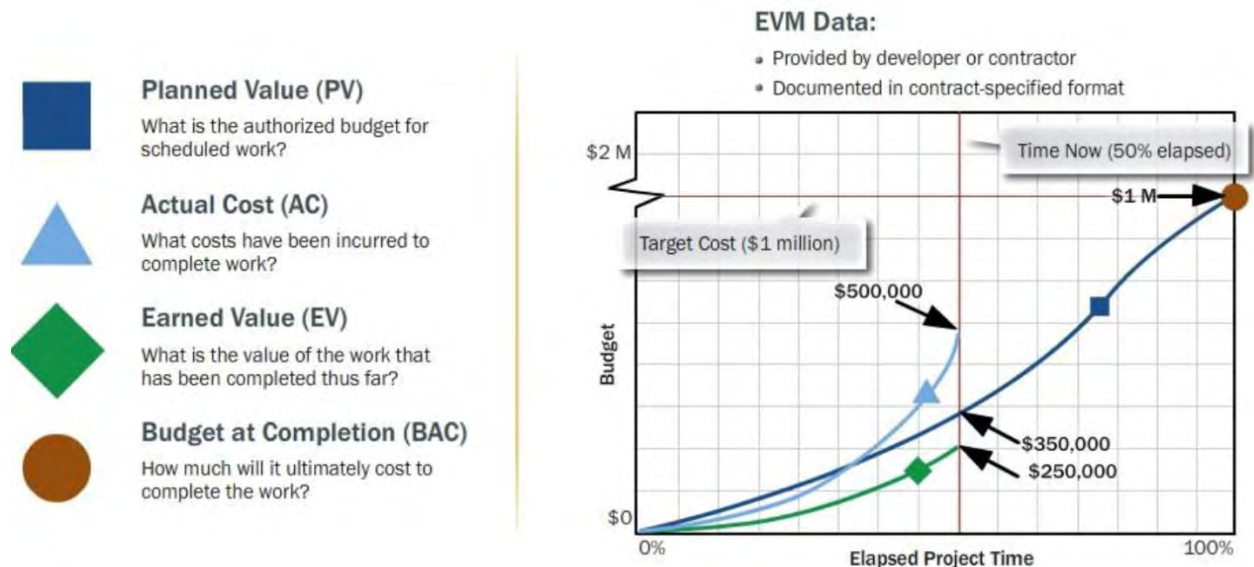 Planned Value (PV)
What is the authorized budget for
scheduled work?
Actual Cost (AC)
What costs have been incurred to
complete work?
Earned Value (EV)
What is the value of the work that
has been completed thus far?
Budget at Completion (BAC)
How much will it ultimately cost to
complete the work?
EVM Data:
• Provided by developer or contractor
• Documented in contract-specified format
$2 M
Time Now (50% elapsed)
$1 M
Target Cost ($1 million)
$500,000
Budget
$350,000
$250,000
$0
0%
100%
Elapsed Project Time